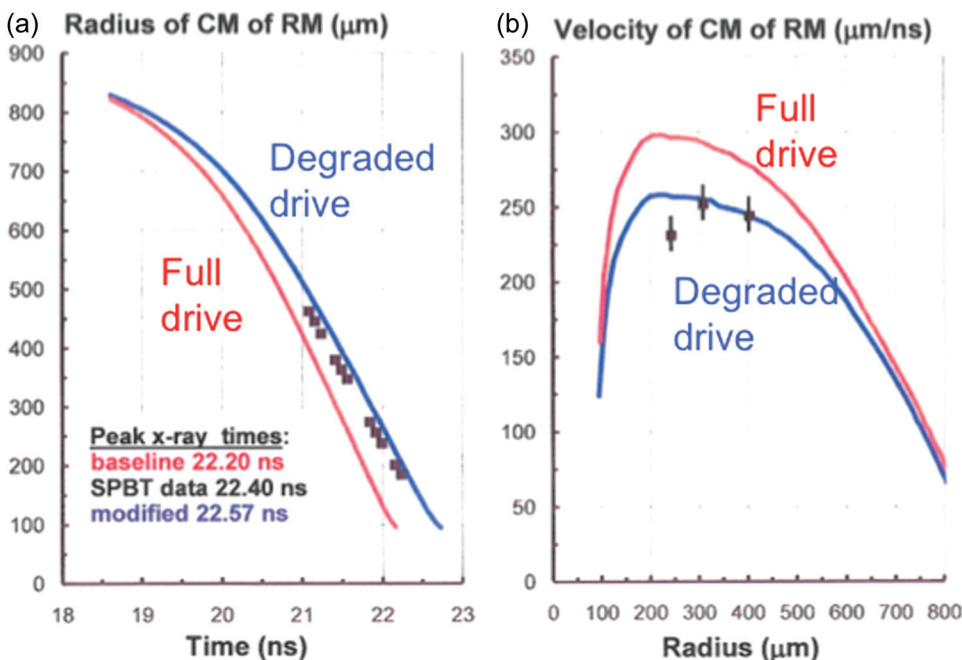 (a) Radius of CM of RM (μm)
900
800
700
600
500
400
300
200
100
0
18 19 20 21 22 23
Time (ns)
Degraded
drive
Full
drive
Peak x-ray times:
baseline 22.20 ns
SPBT data 22.40 ns
modified 22.57 ns
(b) Velocity of CM of RM (μm/ns)
350
300
250
200
150
100
50
0
0 100 200 300 400 500 600 700 800
Radius (μm)
Full
drive
Degraded
drive